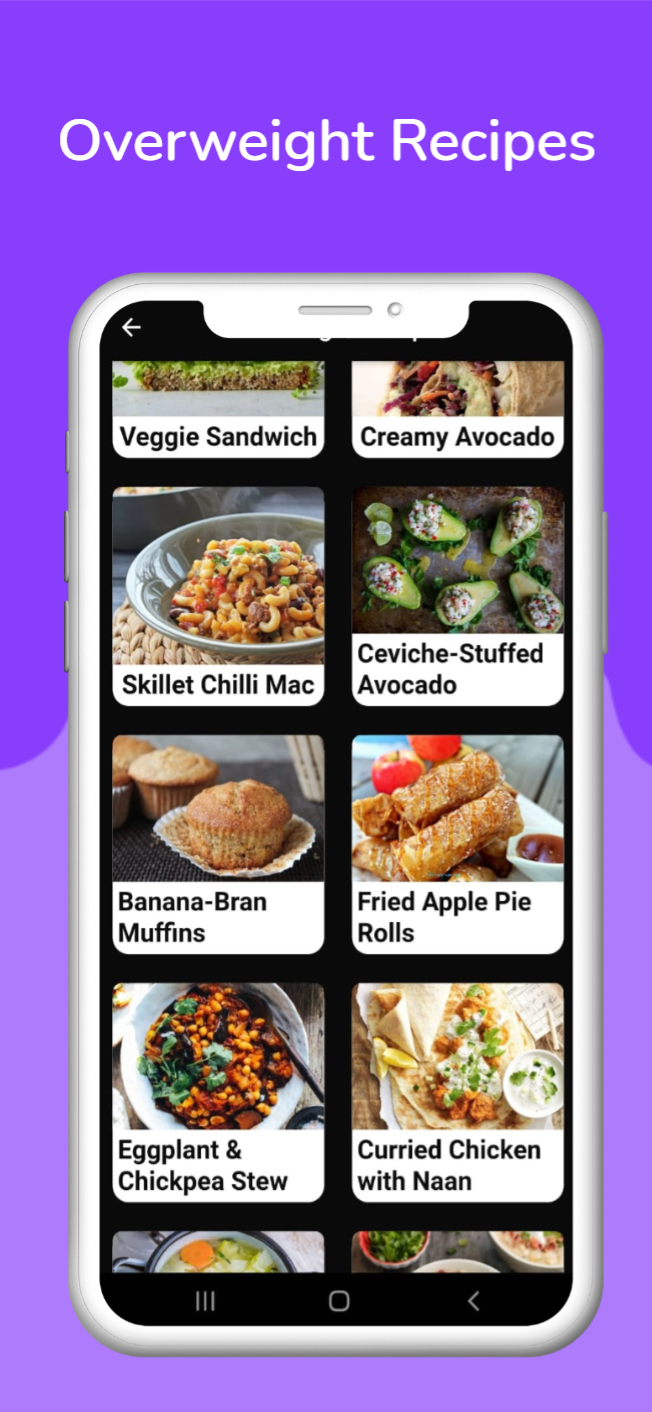 Overweight Recipes
Veggie Sandwich
Creamy Avocado
Skillet Chilli Mac
Ceviche-Stuffed
Avocado
Banana-Bran
Muffins
Fried Apple Pie
Rolls
Eggplant &
Chickpea Stew
Curried Chicken
with Naan